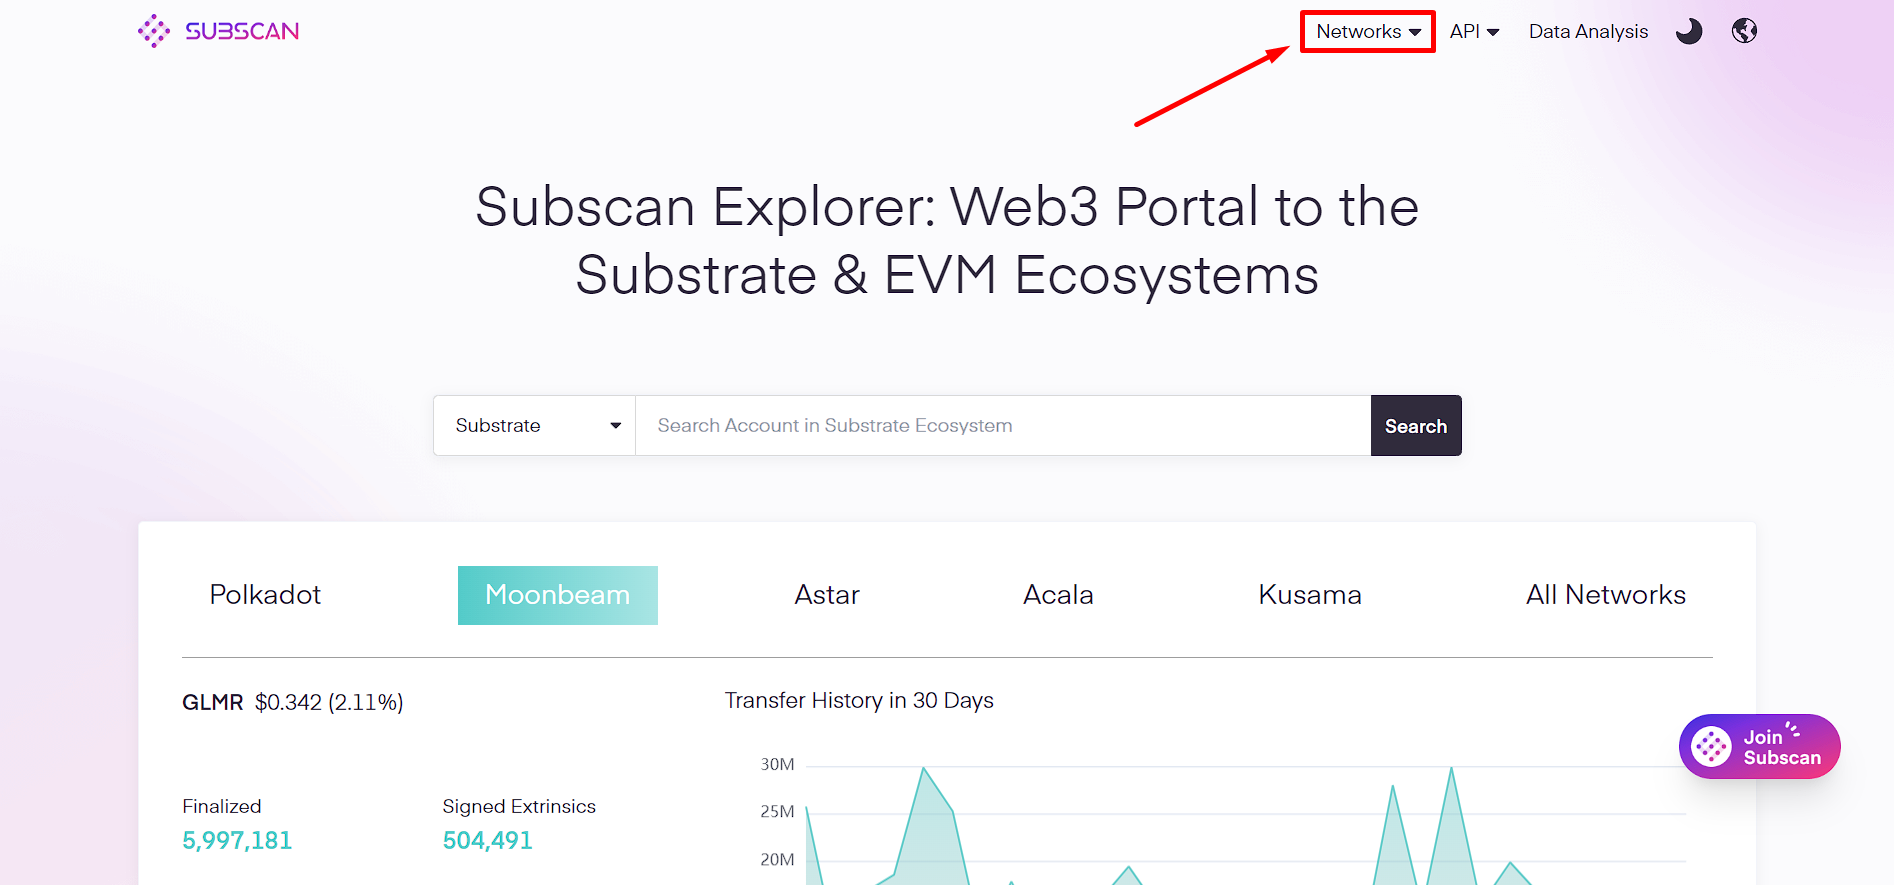 SUBSCAN
Networks
API
Data Analysis
Subscan Explorer: Web3 Portal to the
Substrate & EVM Ecosystems
Substrate
Search Account in Substrate Ecosystem
Search
Polkadot
Moonbeam
Astar
Acala
Kusama
All Networks
GLMR $0.342 (2.11%)
Transfer History in 30 Days
Join
Subscan
Finalized
5,997,181
Signed Extrinsics
504,491
30M
25M
20M